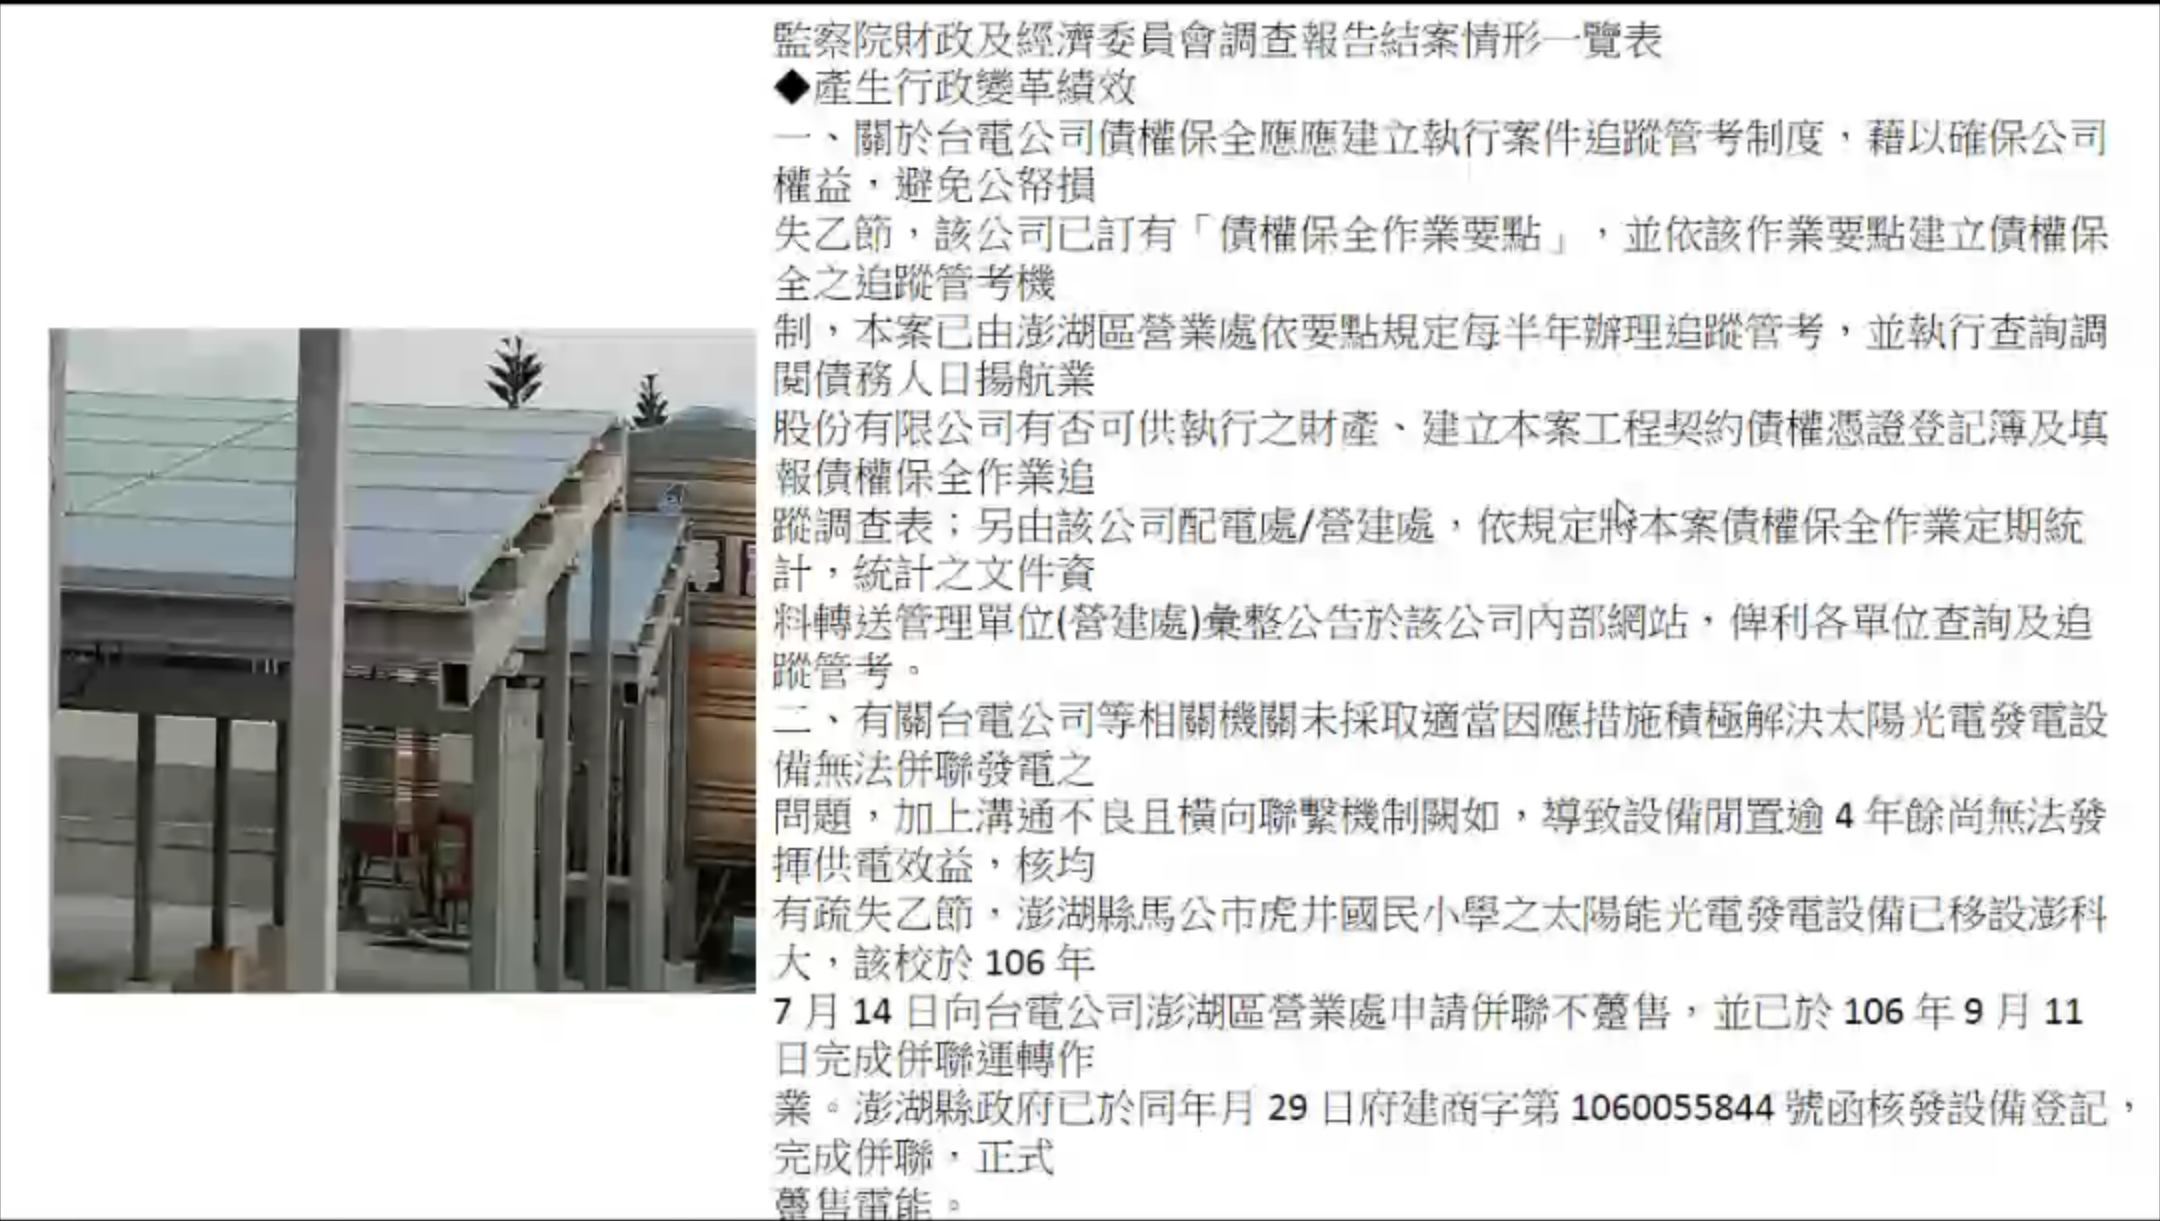 監察院財政及經濟委員會調查報告結案情形一覽表
◆產生行政變革績效
一、關於台電公司債權保全應應建立執行案件追蹤管考制度，藉以確保公司
權益，避免公帑損
失乙節，該公司已訂有「債權保全作業要點」，並依該作業要點建立債權保
全之追蹤管考機
制，本案已由澎湖區營業處依要點規定每半年辦理追蹤管考，並執行查詢調
閱債務人日揚航業
股份有限公司有否可供執行之財產、建立本案工程契約債權憑證登記簿及填
報債權保全作業追
蹤調查表；另由該公司配電處/營建處，依規定將本案債權保全作業定期統
計，統計之文件資
料轉送管理單位(營建處)彙整公告於該公司內部網站，俾利各單位查詢及追
蹤管考。
二、有關台電公司等相關機關未採取適當因應措施積極解決太陽光電發電設
備無法併聯發電之
問題，加上溝通不良且橫向聯繫機制闕如，導致設備閒置逾 4 年餘尚無法發
揮供電效益，核均
有疏失乙節，澎湖縣馬公市虎井國民小學之太陽能光電發電設備已移設澎科
大，該校於 106 年
7 月 14 日向台電公司澎湖區營業處申請併聯不躉售，並已於 106 年 9 月 11
日完成併聯運轉作
業。澎湖縣政府已於同年月 29 日府建商字第 1060055844 號函核發設備登記，
完成併聯，正式
躉售電能。